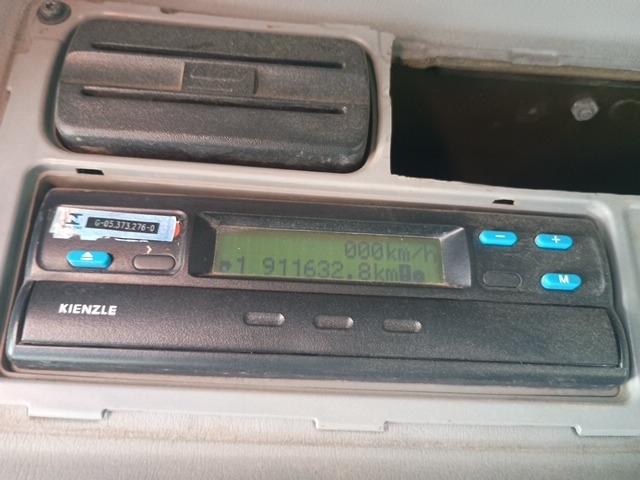 G-05.373.276-0
000km/h
1 911632.8km
M
KIENZLE